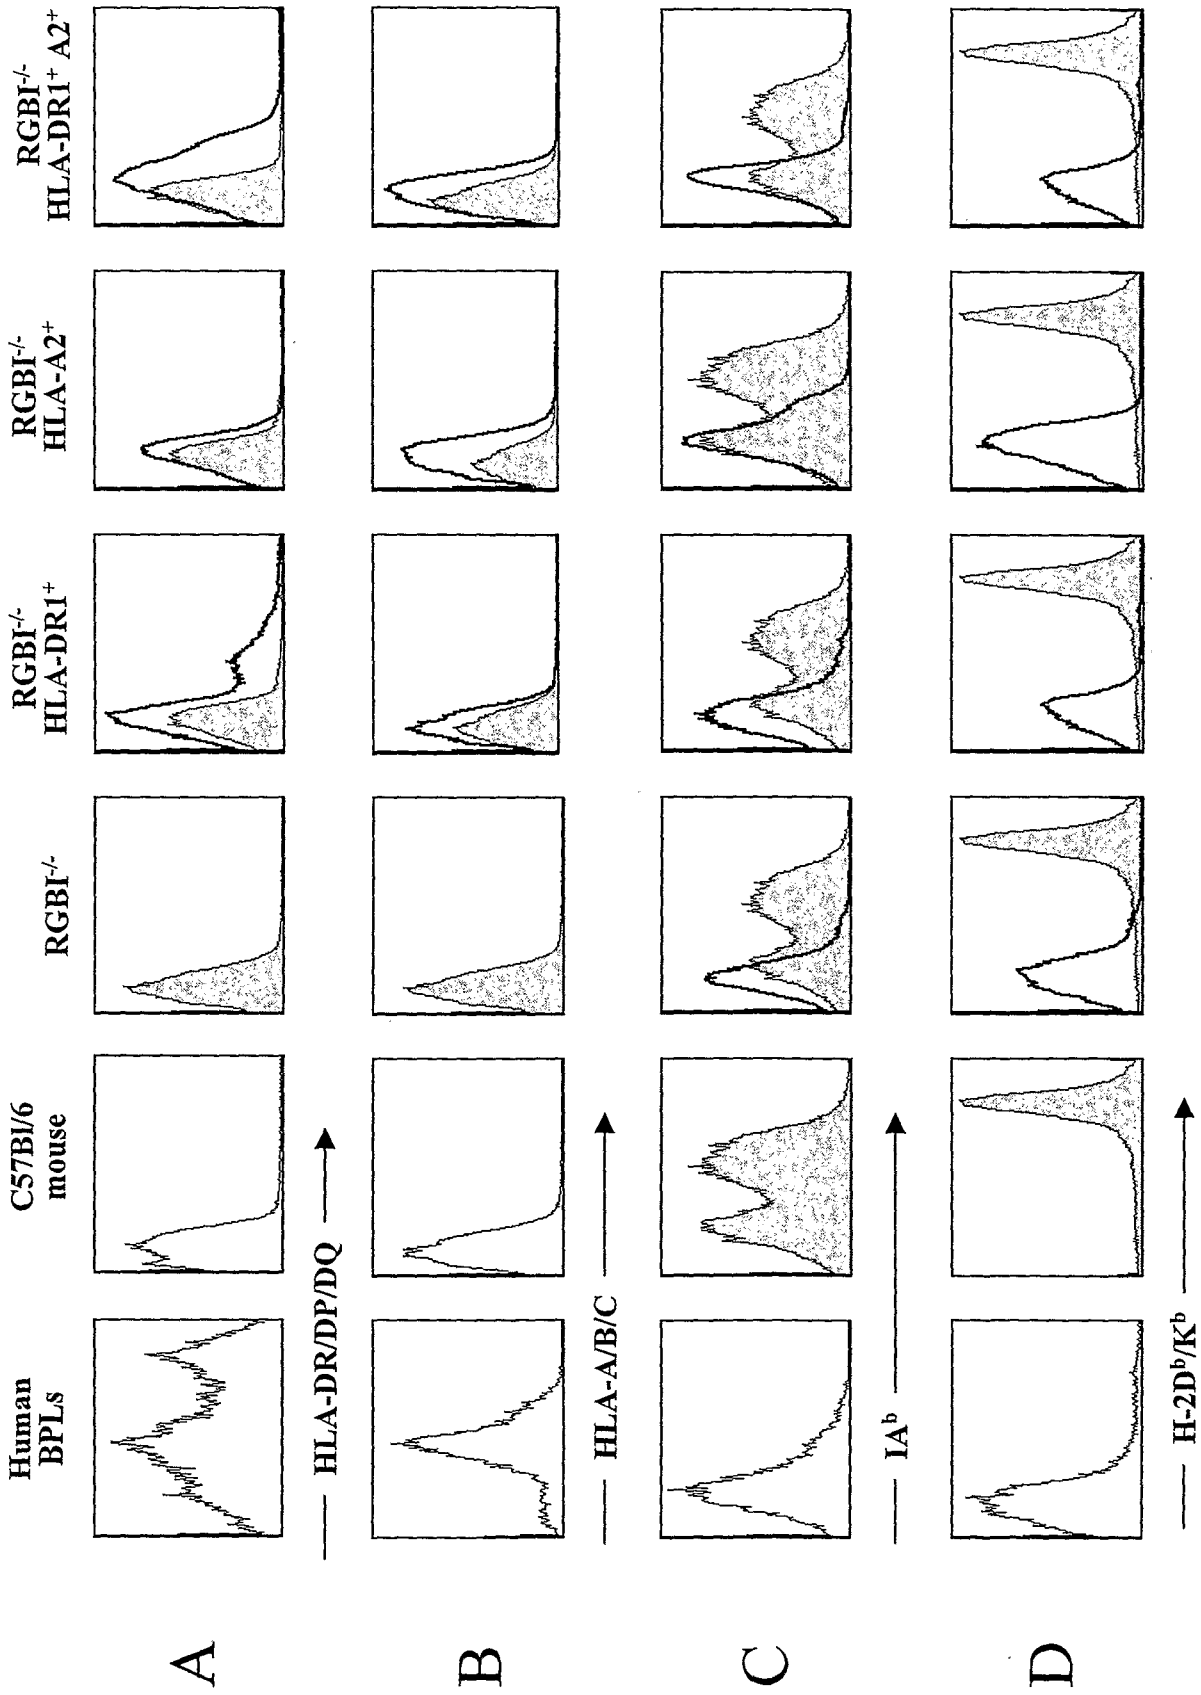 Human
BPLs
C57Bl/6
mouse
RGBI-/-
RGBI-/-
HLA-DR1+
RGBI-/-
HLA-A2+
RGBI-/-
HLA-DR1+ A2+
A
HLA-DR/DP/DQ
B
HLA-A/B/C
C
IAb
D
H-2Db/Kb